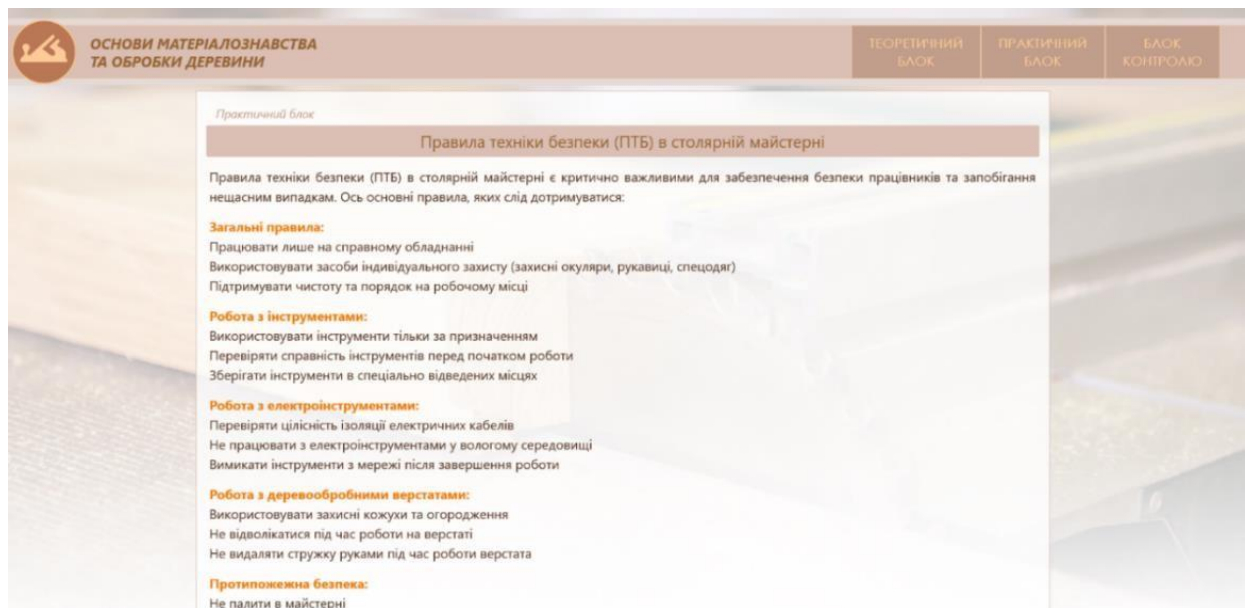 ОСНОВИ МАТЕРІАЛОЗНАВСТВА
ТА ОБРОБКИ ДЕРЕВИНИ
ТЕОРЕТИЧНИЙ
БЛОК
ПРАКТИЧНИЙ
БЛОК
БЛОК
КОНТРОЛЮ
Практичний блок
Правила техніки безпеки (ПТБ) в столярній майстерні
Правила техніки безпеки (ПТБ) в столярній майстерні є критично важливими для забезпечення безпеки працівників та запобігання
нещасним випадкам. Ось основні правила, яких слід дотримуватися:
Загальні правила:
Працювати лише на справному обладнанні
Використовувати засоби індивідуального захисту (захисні окуляри, рукавиці, спецодяг)
Підтримувати чистоту та порядок на робочому місці
Робота з інструментами:
Використовувати інструменти тільки за призначенням
Перевіряти справність інструментів перед початком роботи
Зберігати інструменти в спеціально відведених місцях
Робота з електроінструментами:
Перевіряти цілісність ізоляції електричних кабелів
Не працювати з електроінструментами у вологому середовищі
Вимикати інструменти з мережі після завершення роботи
Робота з деревообробними верстатами:
Використовувати захисні кожухи та огородження
Не відволікатися під час роботи на верстаті
Не видаляти стружку руками під час роботи верстата
Протипожежна безпека:
Не палити в майстерні